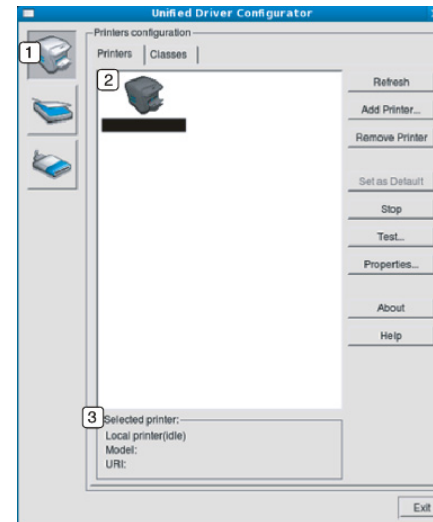 Unified Driver Configurator
Printers configuration
1
Printers
Classes
2
Refresh
Add Printer...
Remove Printer
Set as Default
Stop
Test...
Properties...
About
Help
3
Selected printer:
Local printer(idle)
Model:
URI:
Exit